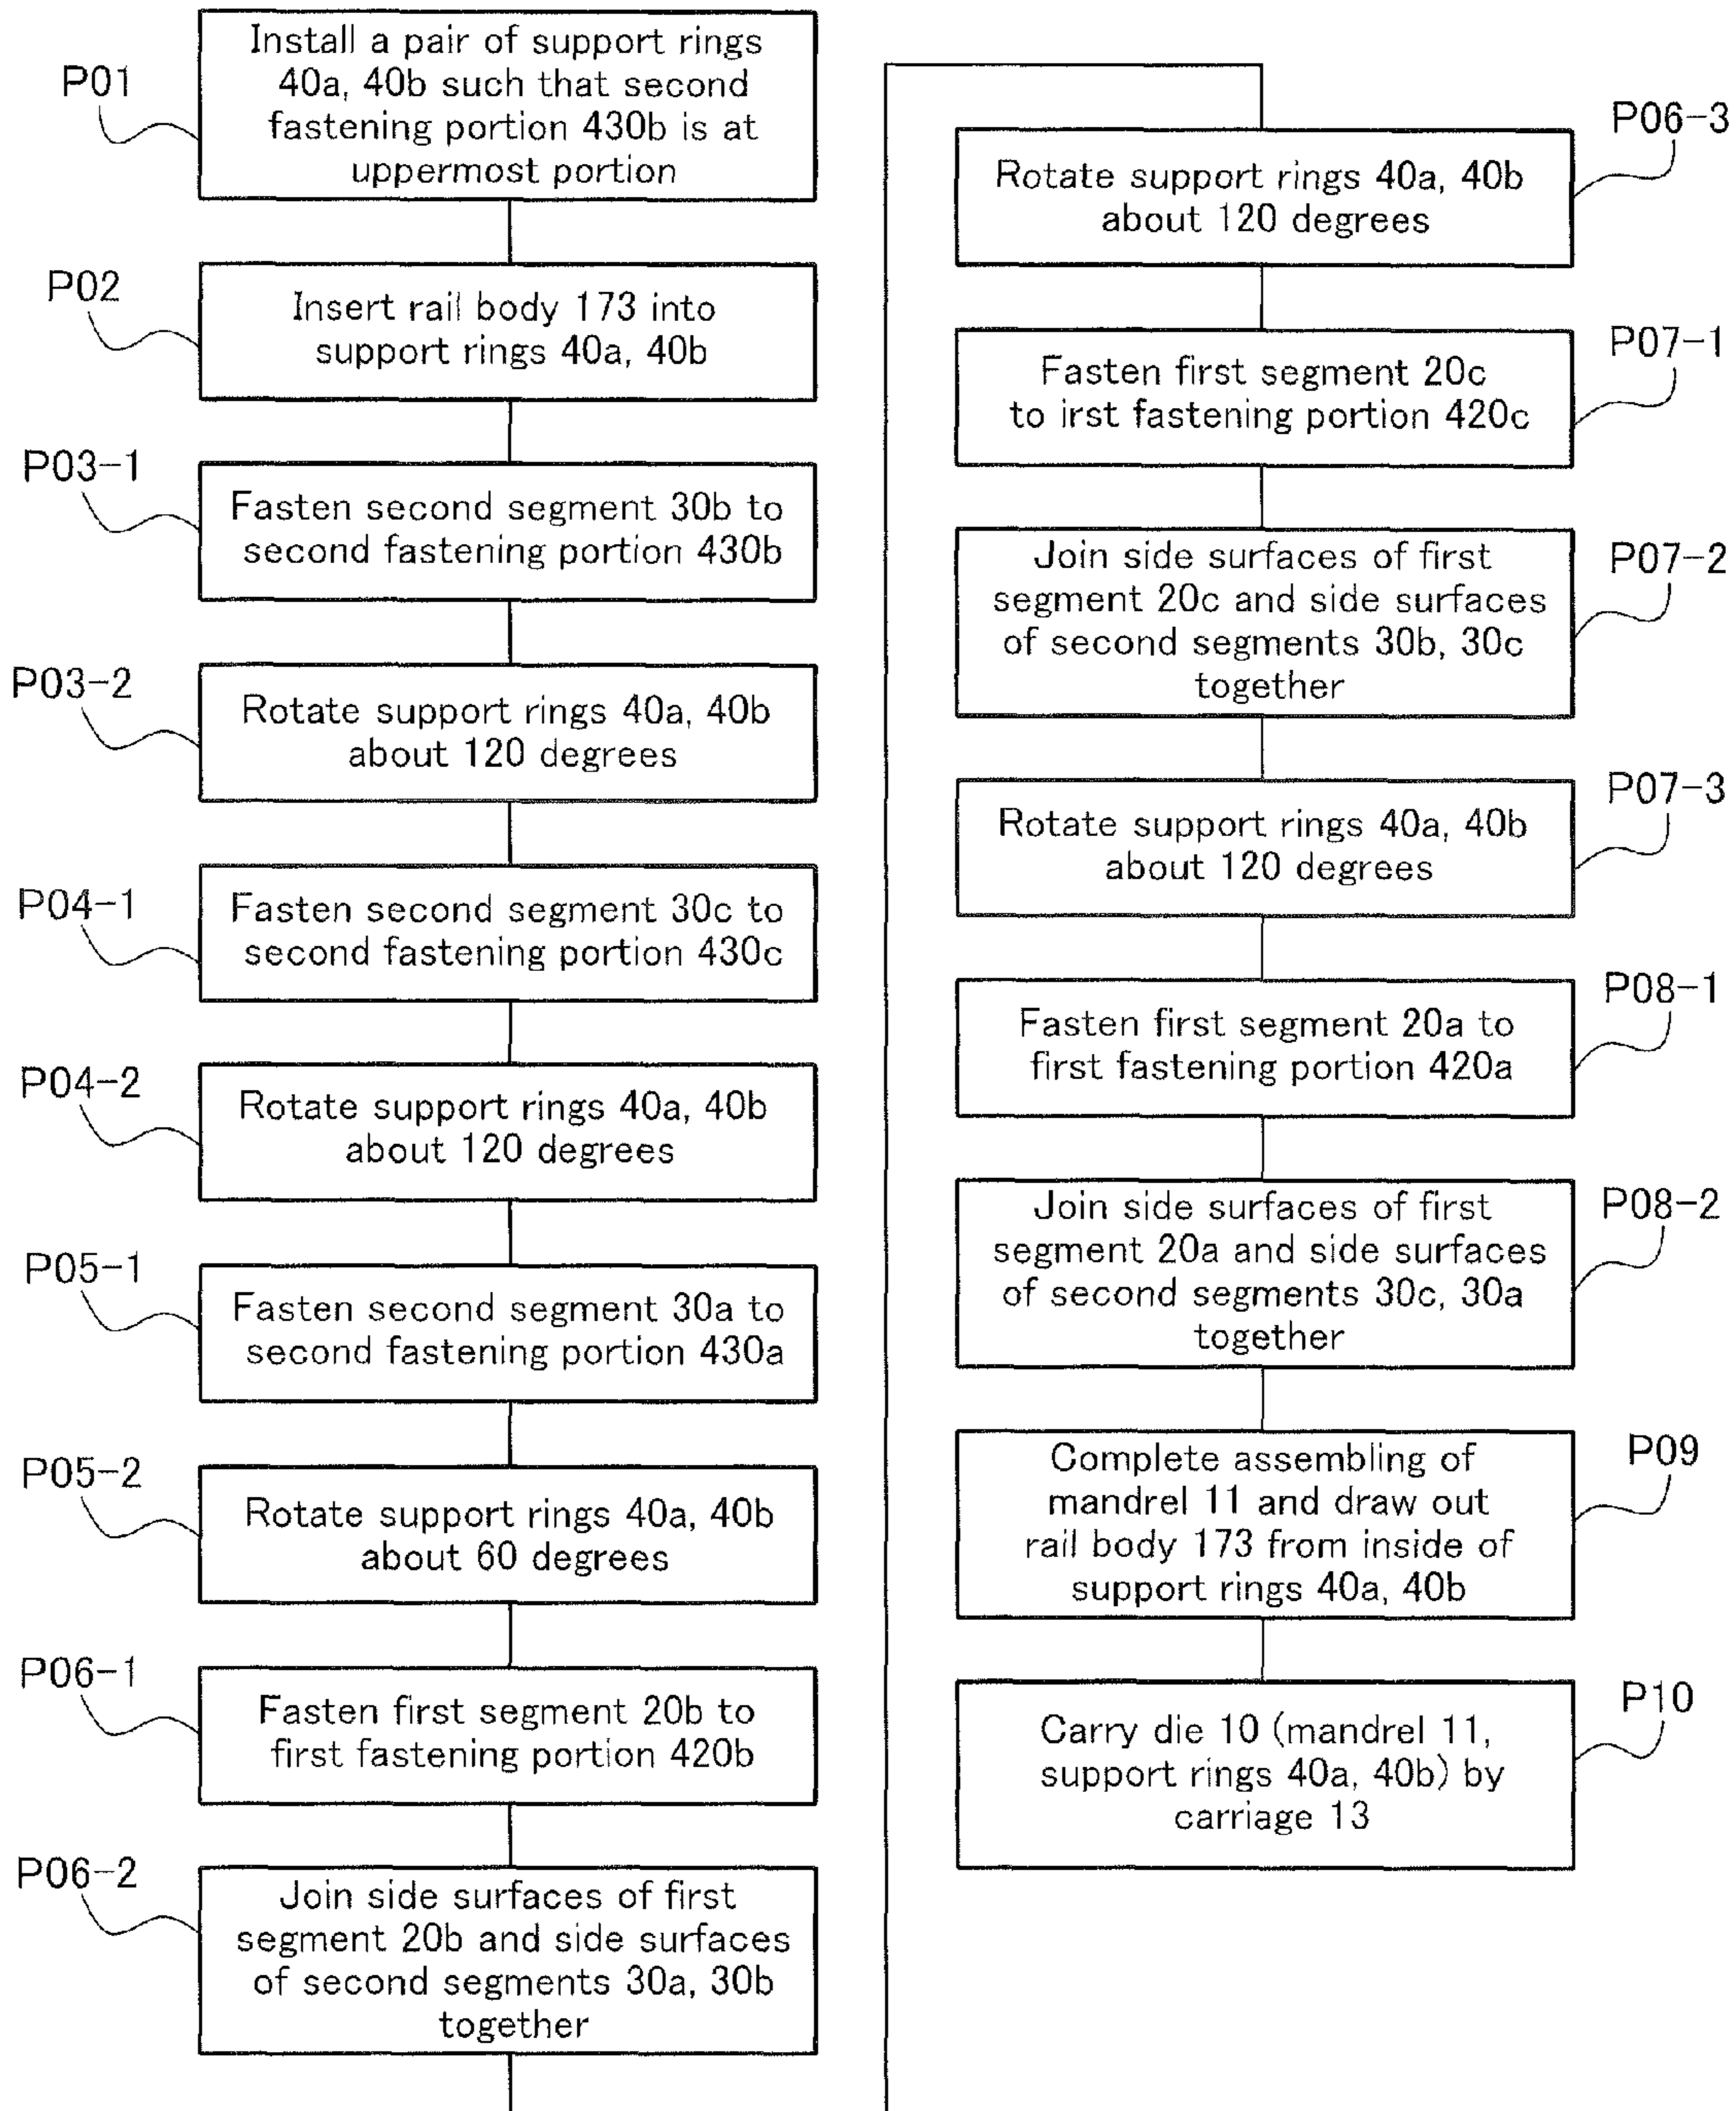 P01
Install a pair of support rings
40a, 40b such that second
fastening portion 430b is at
uppermost portion
P02
Insert rail body 173 into
support rings 40a, 40b
P03-1
Fasten second segment 30b to
second fastening portion 430b
P03-2
Rotate support rings 40a, 40b
about 120 degrees
P04-1
Fasten second segment 30c to
second fastening portion 430c
P04-2
Rotate support rings 40a, 40b
about 120 degrees
P05-1
Fasten second segment 30a to
second fastening portion 430a
P05-2
Rotate support rings 40a, 40b
about 60 degrees
P06-1
Fasten first segment 20b to
first fastening portion 420b
P06-2
Join side surfaces of first
segment 20b and side surfaces
of second segments 30a, 30b
together
P06-3
Rotate support rings 40a, 40b
about 120 degrees
P07-1
Fasten first segment 20c
to irst fastening portion 420c
P07-2
Join side surfaces of first
segment 20c and side surfaces
of second segments 30b, 30c
together
P07-3
Rotate support rings 40a, 40b
about 120 degrees
P08-1
Fasten first segment 20a to
first fastening portion 420a
P08-2
Join side surfaces of first
segment 20a and side surfaces
of second segments 30c, 30a
together
P09
Complete assembling of
mandrel 11 and draw out
rail body 173 from inside of
support rings 40a, 40b
P10
Carry die 10 (mandrel 11,
support rings 40a, 40b) by
carriage 13